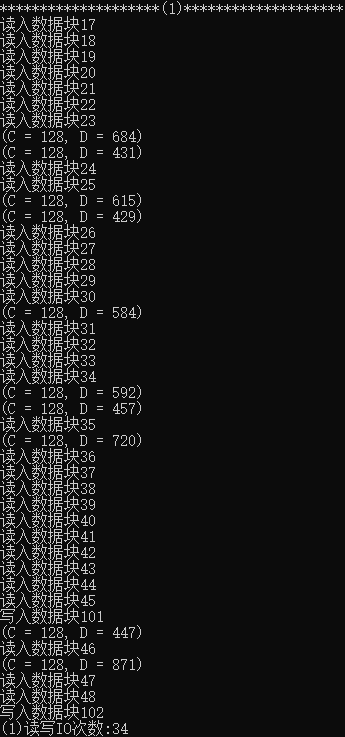 ********************(1)********************
读入数据块17
读入数据块18
读入数据块19
读入数据块20
读入数据块21
读入数据块22
读入数据块23
(C = 128, D = 684)
(C = 128, D = 431)
读入数据块24
读入数据块25
(C = 128, D = 615)
(C = 128, D = 429)
读入数据块26
读入数据块27
读入数据块28
读入数据块29
读入数据块30
(C = 128, D = 584)
读入数据块31
读入数据块32
读入数据块33
读入数据块34
(C = 128, D = 592)
(C = 128, D = 457)
读入数据块35
(C = 128, D = 720)
读入数据块36
读入数据块37
读入数据块38
读入数据块39
读入数据块40
读入数据块41
读入数据块42
读入数据块43
读入数据块44
读入数据块45
写入数据块101
(C = 128, D = 447)
读入数据块46
(C = 128, D = 871)
读入数据块47
读入数据块48
写入数据块102
(1)读写IO次数:34